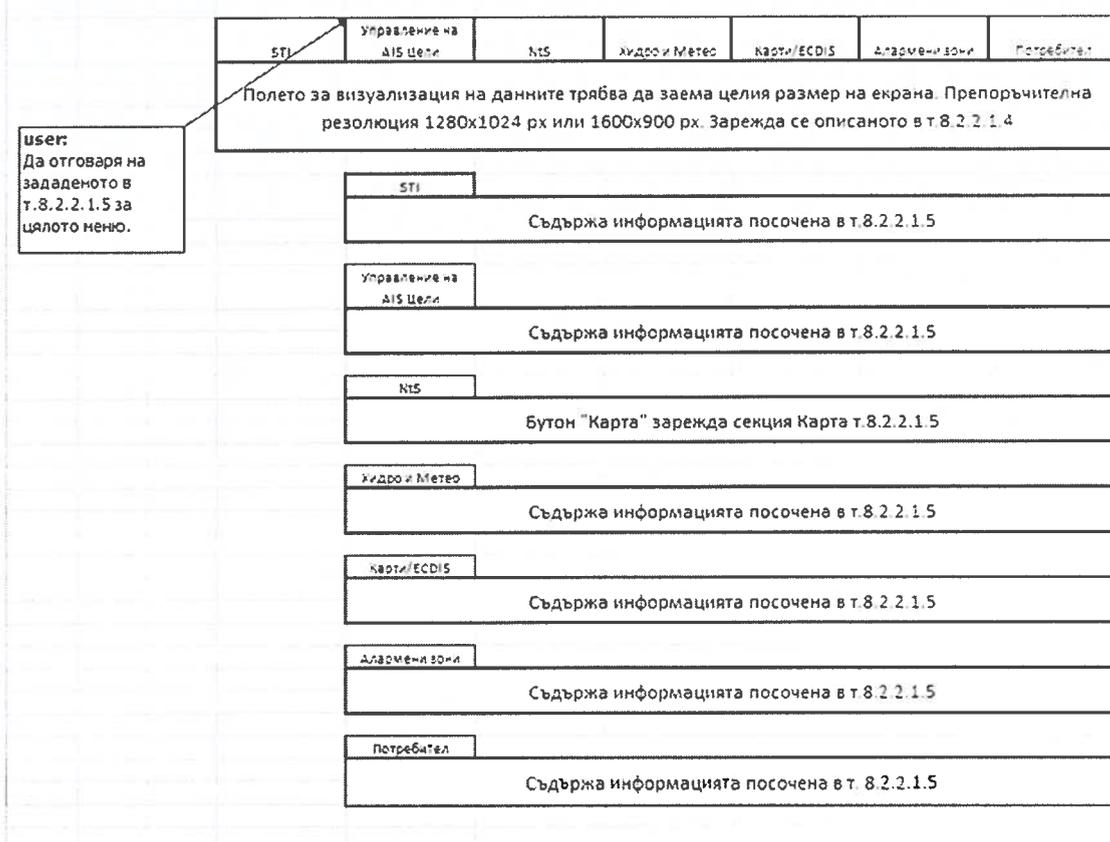 STI
Управление на
AIS Цели
NtS
Хидро и Метео
Карти/ECDIS
Алармени зони
Потребител
Полето за визуализация на данните трябва да заема целия размер на екрана. Препоръчителна
резолюция 1280x1024 px или 1600x900 px. Зарежда се описаното в т.8.2.2.1.4
user:
Да отговаря на
зададеното в
т.8.2.2.1.5 за
цялото меню.
STI
Съдържа информацията посочена в т.8.2.2.1.5
Управление на
AIS Цели
Съдържа информацията посочена в т.8.2.2.1.5
NtS
Бутон "Карта" зарежда секция Карта т.8.2.2.1.5
Хидро и Метео
Съдържа информацията посочена в т.8.2.2.1.5
Карти/ECDIS
Съдържа информацията посочена в т.8.2.2.1.5
Алармени зони
Съдържа информацията посочена в т.8.2.2.1.5
Потребител
Съдържа информацията посочена в т. 8.2.2.1.5